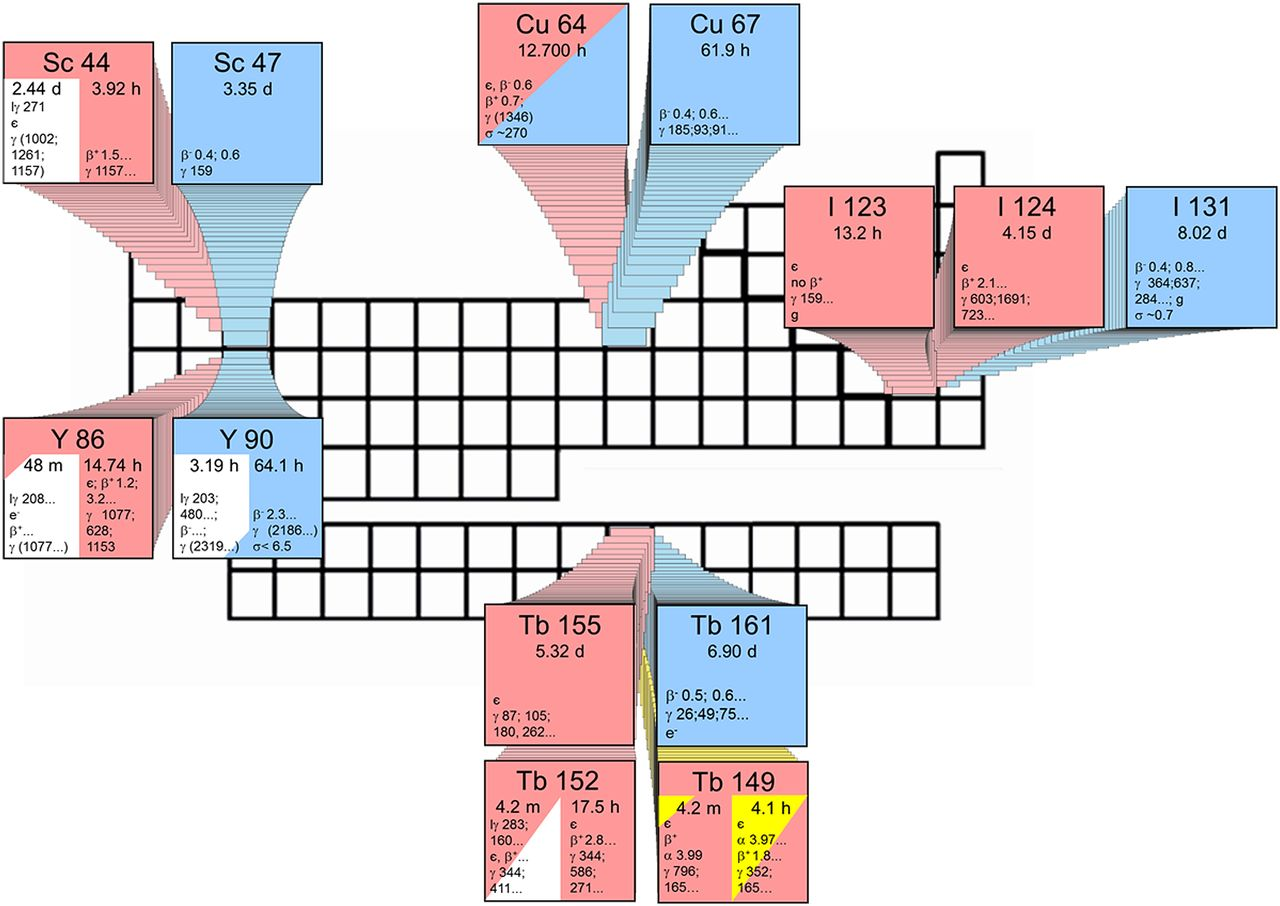 Sc 44
2.44 d 3.92 h
Iγ 271
ϵ
γ (1002;
1261; β⁺ 1.5...
1157) γ 1157...
Sc 47
3.35 d
β⁻ 0.4; 0.6
γ 159
Cu 64
12.700 h
ϵ, β⁻ 0.6
β⁺ 0.7;
γ (1346)
σ ~270
Cu 67
61.9 h
β⁻ 0.4; 0.6...
γ 185;93;91...
I 123
13.2 h
ϵ
no β⁺
γ 159...
g
I 124
4.15 d
ϵ
β⁺ 2.1...
γ 603;1691;
723...
I 131
8.02 d
β⁻ 0.4; 0.8...
γ 364;637;
284...; g
σ ~0.7
Y 86
48 m 14.74 h
ϵ; β⁺ 1.2;
Iγ 208... 3.2...
e⁻ γ 1077;
β⁺... 628;
γ (1077...) 1153
Y 90
3.19 h 64.1 h
Iγ 203;
480...; β⁻ 2.3...
β⁻...; γ (2186...)
γ (2319...) σ< 6.5
Tb 155
5.32 d
ϵ
γ 87; 105;
180, 262...
Tb 161
6.90 d
β⁻ 0.5; 0.6...
γ 26;49;75...
e⁻
Tb 152
4.2 m 17.5 h
Iγ 283; ϵ
160... β⁺ 2.8...
ϵ, β⁺... γ 344;
γ 344; 586;
411... 271...
Tb 149
4.2 m 4.1 h
ϵ ϵ
β⁺ α 3.97...
α 3.99 β⁺ 1.8...
γ 796; γ 352;
165... 165...